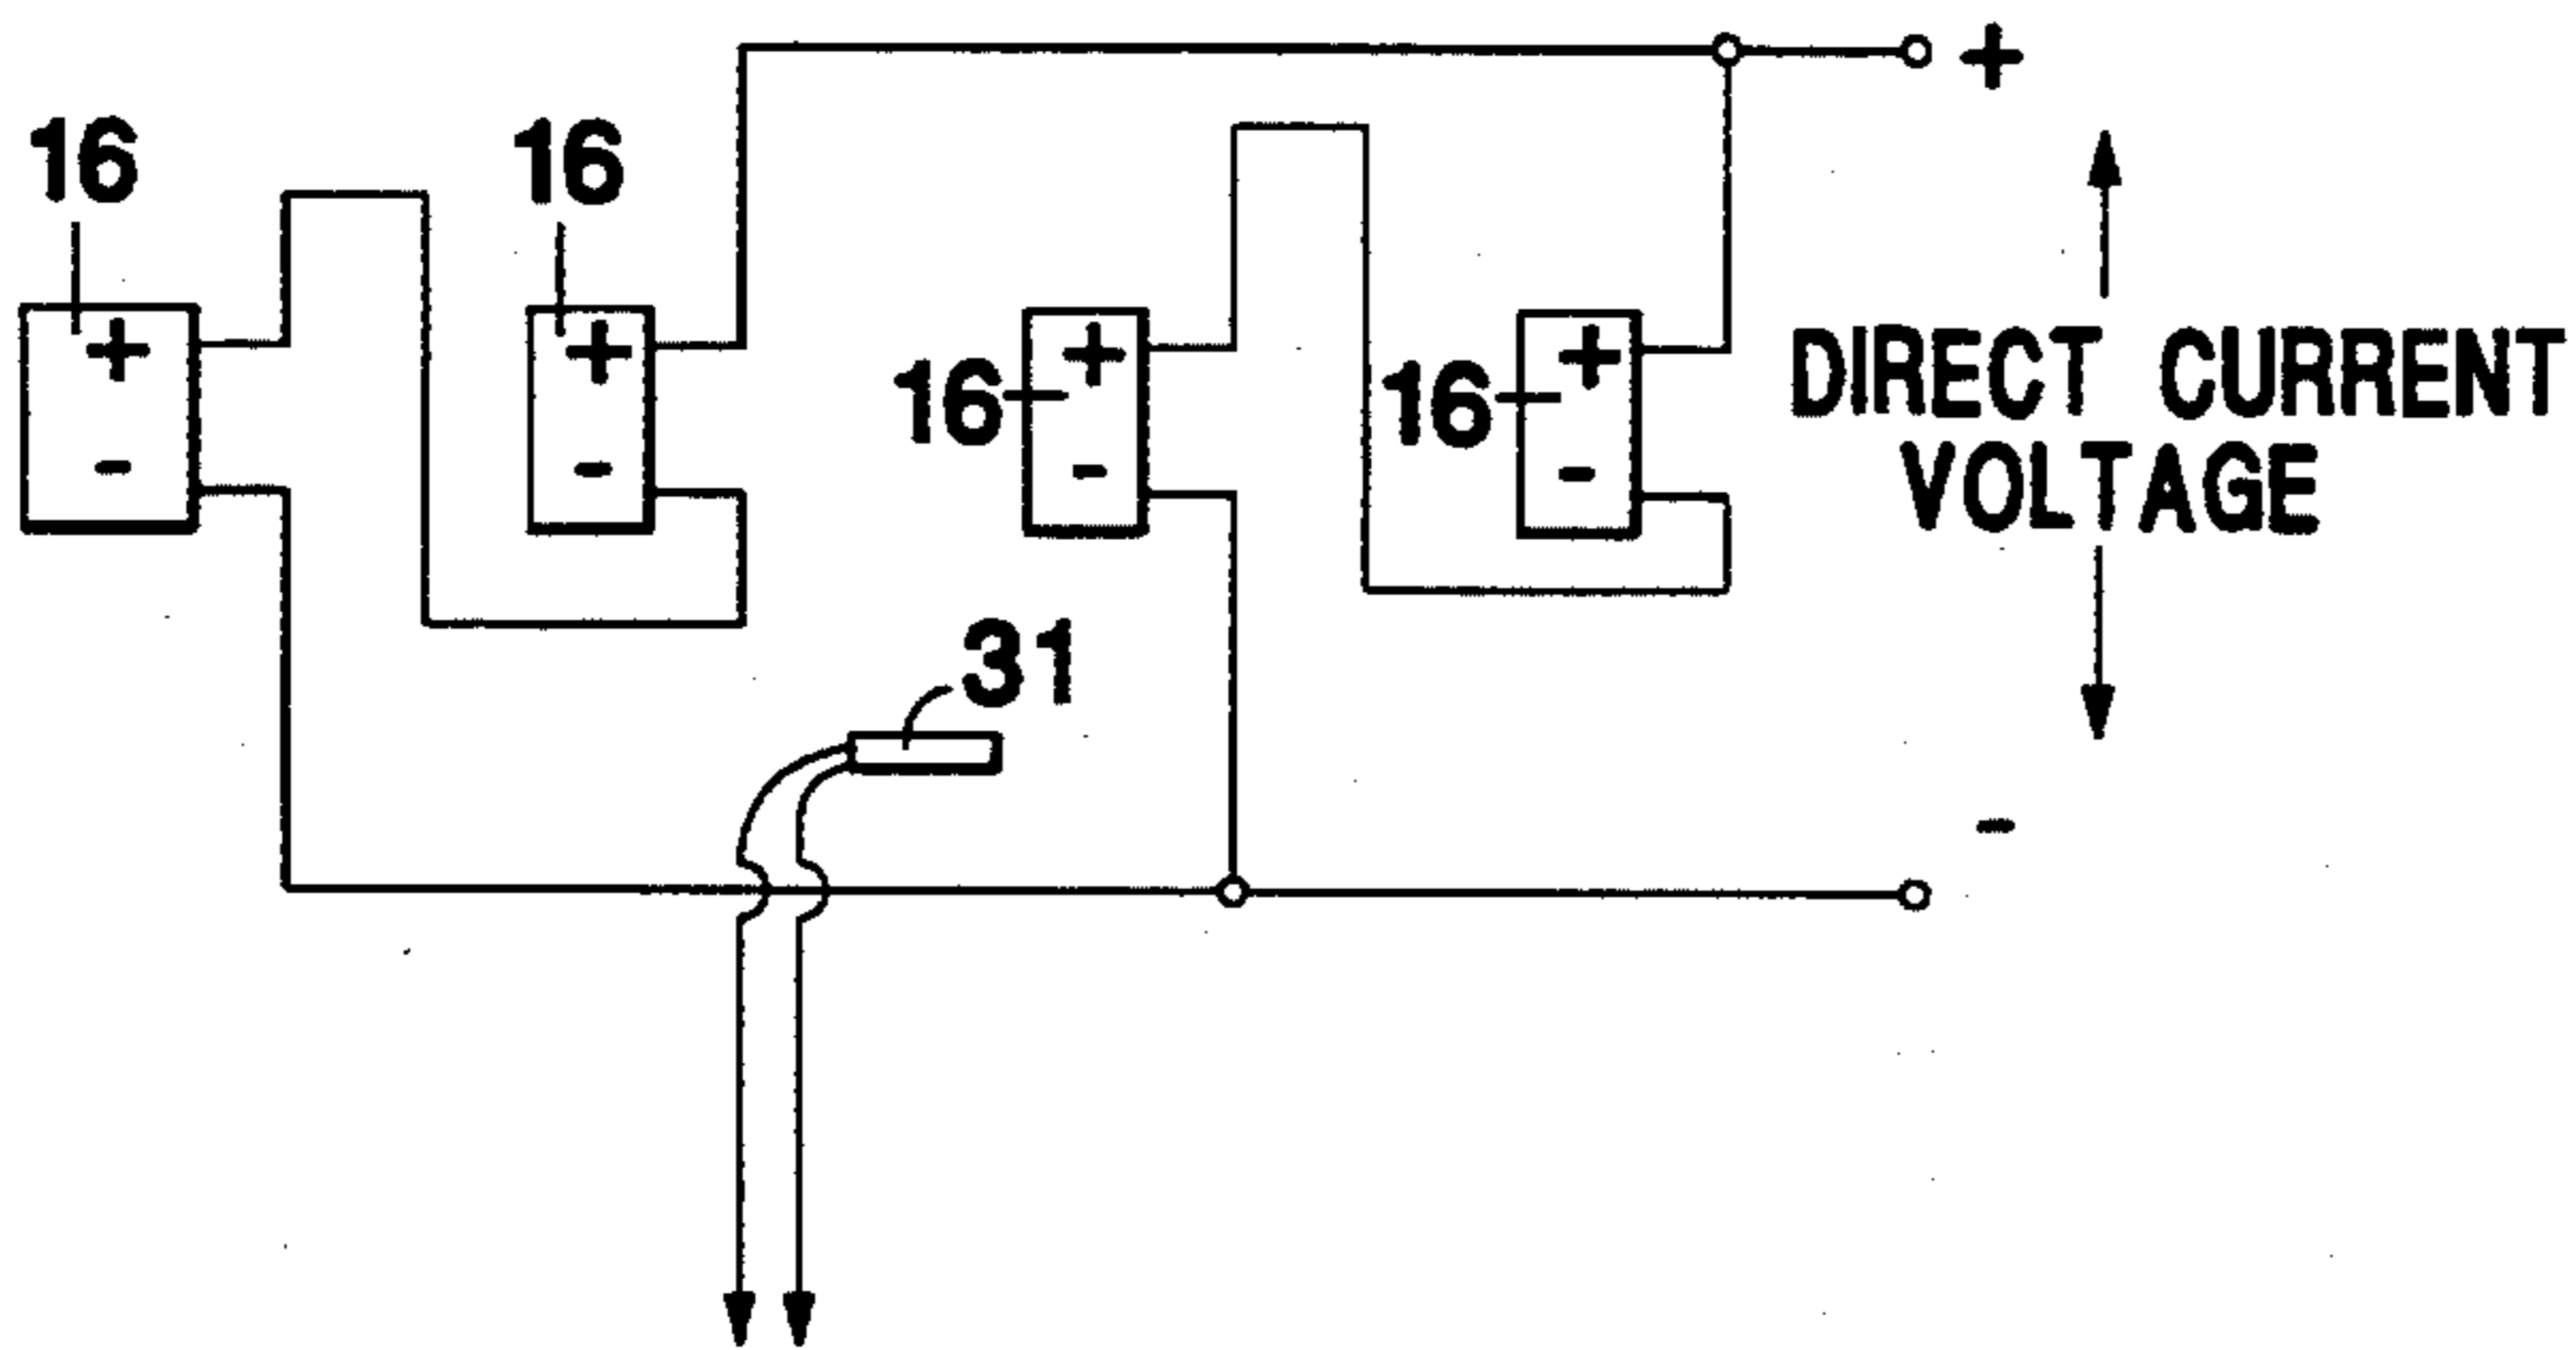 +
16 16
+ + + +
16 16
- - - -
DIRECT CURRENT
VOLTAGE
31
-